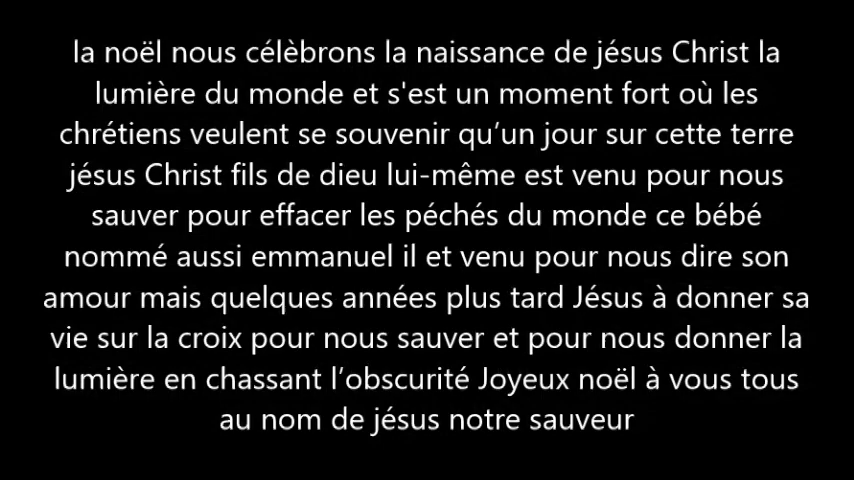 la noël nous célèbrons la naissance de jésus Christ la
lumière du monde et s'est un moment fort où les
chrétiens veulent se souvenir qu’un jour sur cette terre
jésus Christ fils de dieu lui-même est venu pour nous
sauver pour effacer les péchés du monde ce bébé
nommé aussi emmanuel il et venu pour nous dire son
amour mais quelques années plus tard Jésus à donner sa
vie sur la croix pour nous sauver et pour nous donner la
lumière en chassant l’obscurité Joyeux noël à vous tous
au nom de jésus notre sauveur